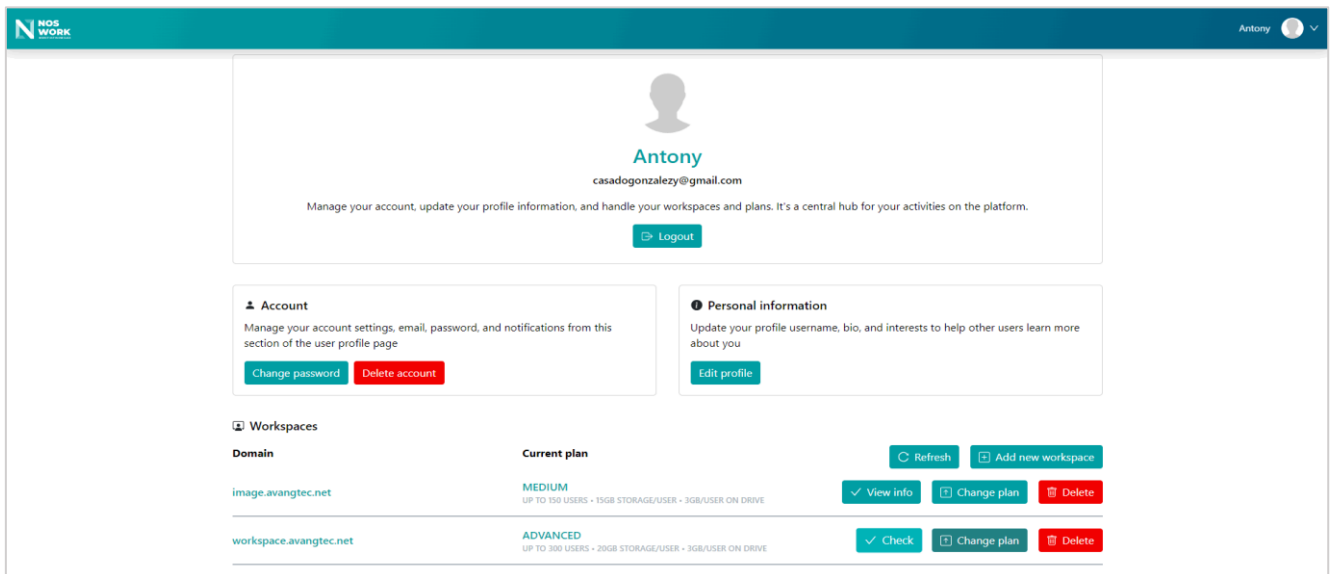 NOS
WORK
Antony
Antony
casadogonzalezy@gmail.com
Manage your account, update your profile information, and handle your workspaces and plans. It's a central hub for your activities on the platform.
Logout
Account
Manage your account settings, email, password, and notifications from this
section of the user profile page
Change password Delete account
Personal information
Update your profile username, bio, and interests to help other users learn more
about you
Edit profile
Workspaces
Domain Current plan Refresh Add new workspace
image.avangtec.net MEDIUM View info Change plan Delete
UP TO 150 USERS • 15GB STORAGE/USER • 3GB/USER ON DRIVE
workspace.avangtec.net ADVANCED Check Change plan Delete
UP TO 300 USERS • 20GB STORAGE/USER • 3GB/USER ON DRIVE